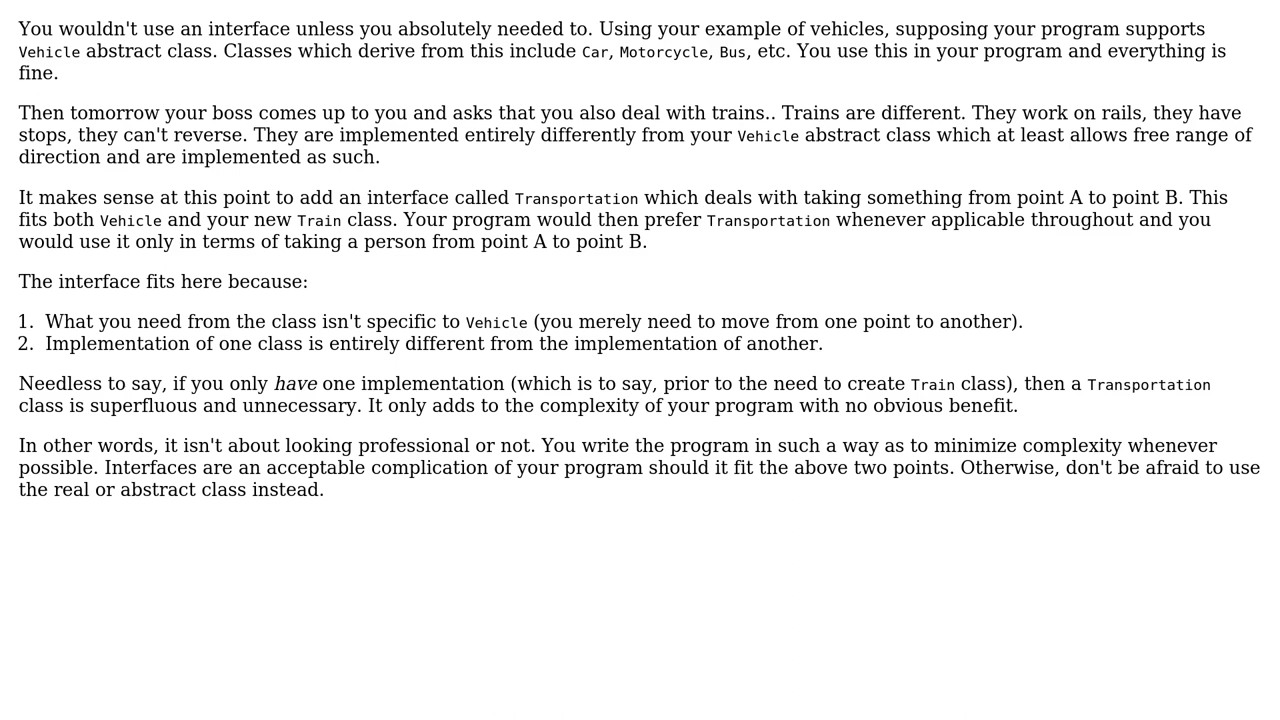 You wouldn't use an interface unless you absolutely needed to. Using your example of vehicles, supposing your program supports
Vehicle abstract class. Classes which derive from this include Car, Motorcycle, Bus, etc. You use this in your program and everything is
fine.
Then tomorrow your boss comes up to you and asks that you also deal with trains.. Trains are different. They work on rails, they have
stops, they can't reverse. They are implemented entirely differently from your Vehicle abstract class which at least allows free range of
direction and are implemented as such.
It makes sense at this point to add an interface called Transportation which deals with taking something from point A to point B. This
fits both Vehicle and your new Train class. Your program would then prefer Transportation whenever applicable throughout and you
would use it only in terms of taking a person from point A to point B.
The interface fits here because:
1. What you need from the class isn't specific to Vehicle (you merely need to move from one point to another).
2. Implementation of one class is entirely different from the implementation of another.
Needless to say, if you only have one implementation (which is to say, prior to the need to create Train class), then a Transportation
class is superfluous and unnecessary. It only adds to the complexity of your program with no obvious benefit.
In other words, it isn't about looking professional or not. You write the program in such a way as to minimize complexity whenever
possible. Interfaces are an acceptable complication of your program should it fit the above two points. Otherwise, don't be afraid to use
the real or abstract class instead.